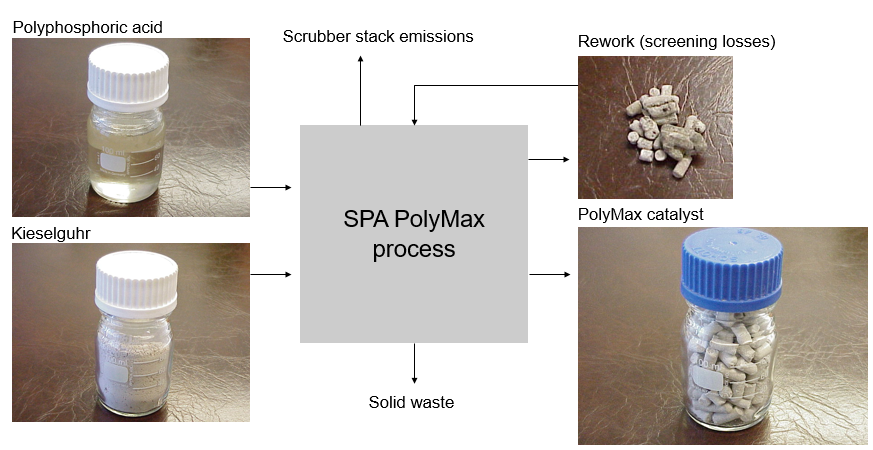 Polyphosphoric acid
Scrubber stack emissions
Rework (screening losses)
Kieselguhr
SPA PolyMax
process
PolyMax catalyst
Solid waste